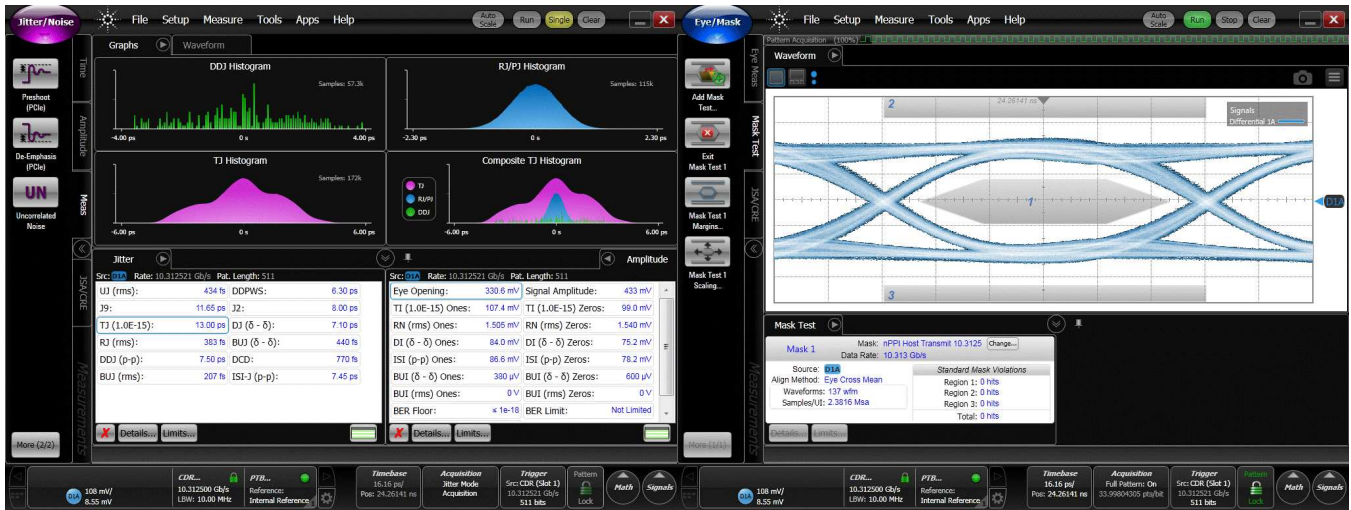 Jitter/Noise
File Setup Measure Tools Apps Help
Auto Scale Run Single Clear
Graphs Waveform
Time
Amplitude
Meas
JSA/CRE
Measurements
Preshoot (PCIe)
De-Emphasis (PCIe)
UN
Uncorrelated Noise
More (2/2)
DDJ Histogram
Samples: 57.3k
-4.00 ps 0 s 4.00 ps
RJ/PJ Histogram
Samples: 115k
-2.30 ps 0 s 2.30 ps
TJ Histogram
Samples: 172k
-6.00 ps 0 s 6.00 ps
Composite TJ Histogram
TJ
RJ/PJ
DDJ
-6.00 ps 0 s 6.00 ps
Jitter
Src: D1A Rate: 10.312521 Gb/s Pat. Length: 511
UJ (rms): 434 fs DDPWS: 6.30 ps
J9: 11.65 ps J2: 8.00 ps
TJ (1.0E-15): 13.00 ps DJ (δ - δ): 7.10 ps
RJ (rms): 383 fs BUJ (δ - δ): 440 fs
DDJ (p-p): 7.50 ps DCD: 770 fs
BUJ (rms): 207 fs ISI-J (p-p): 7.45 ps
Details... Limits...
Amplitude
Src: D1A Rate: 10.312521 Gb/s Pat. Length: 511
Eye Opening: 330.6 mV Signal Amplitude: 433 mV
TI (1.0E-15) Ones: 107.4 mV TI (1.0E-15) Zeros: 99.0 mV
RN (rms) Ones: 1.505 mV RN (rms) Zeros: 1.540 mV
DI (δ - δ) Ones: 84.0 mV DI (δ - δ) Zeros: 75.2 mV
ISI (p-p) Ones: 86.6 mV ISI (p-p) Zeros: 78.2 mV
BUI (δ - δ) Ones: 380 µV BUI (δ - δ) Zeros: 600 µV
BUI (rms) Ones: 0 V BUI (rms) Zeros: 0 V
BER Floor: ≤ 1e-18 BER Limit: Not Limited
Details... Limits...
D1A 108 mV/
8.55 mV
CDR...
10.312500 Gb/s
LBW: 10.00 MHz
PTB...
Reference:
Internal Reference
Timebase
16.16 ps/
Pos: 24.26141 ns
Acquisition
Jitter Mode
Acquisition
Trigger
Src: CDR (Slot 1)
10.312521 Gb/s
511 bits
Pattern
Lock
Math
Signals
Eye/Mask
File Setup Measure Tools Apps Help
Auto Scale Run Stop Clear
Pattern Acquisition (100%)
Waveform
Eye Meas
Mask Test
JSA/CRE
Measurements
Add Mask Test...
Exit Mask Test 1
Mask Test 1 Margins...
Mask Test 1 Scaling...
More (1/1)
24.26141 ns
Signals
Differential 1A
1
2
3
D1A
Mask Test
Mask 1
Mask: nPPI Host Transmit 10.3125 Change...
Data Rate: 10.313 Gb/s
Source: D1A
Align Method: Eye Cross Mean
Waveforms: 137 wfm
Samples/UI: 2.3816 Msa
Standard Mask Violations
Region 1: 0 hits
Region 2: 0 hits
Region 3: 0 hits
Total: 0 hits
Details... Limits...
D1A 108 mV/
8.55 mV
CDR...
10.312500 Gb/s
LBW: 10.00 MHz
PTB...
Reference:
Internal Reference
Timebase
16.16 ps/
Pos: 24.26141 ns
Acquisition
Full Pattern: On
33.99804305 pts/bit
Trigger
Src: CDR (Slot 1)
10.312521 Gb/s
511 bits
Pattern
Lock
Math
Signals